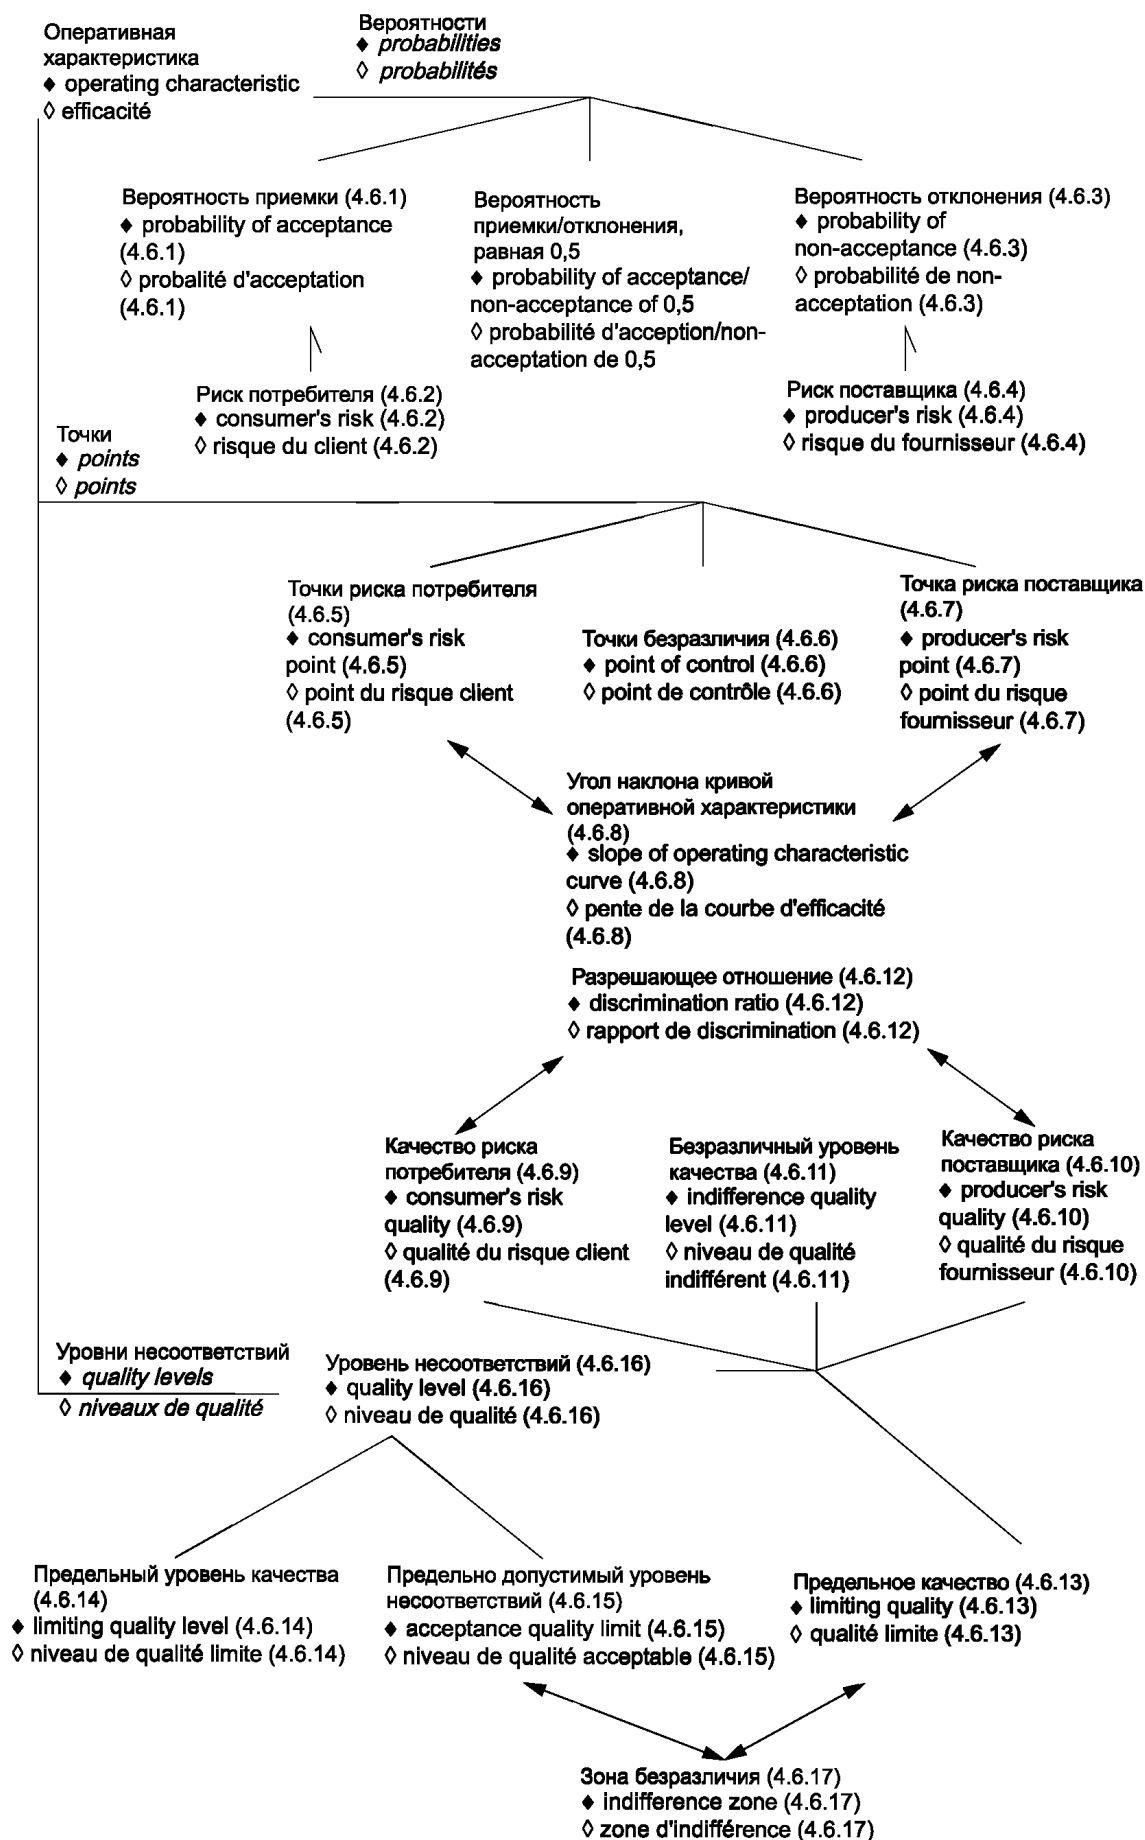 Оперативная
характеристика
♦ operating characteristic
◊ efficacité
Вероятности
♦ probabilities
◊ probabilités
Вероятность приемки (4.6.1)
♦ probability of acceptance
(4.6.1)
◊ probalité d'acceptation
(4.6.1)
Вероятность
приемки/отклонения,
равная 0,5
♦ probability of acceptance/
non-acceptance of 0,5
◊ probabilité d'acception/non-
acceptation de 0,5
Вероятность отклонения (4.6.3)
♦ probability of
non-acceptance (4.6.3)
◊ probabilité de non-
acceptation (4.6.3)
Риск потребителя (4.6.2)
♦ consumer's risk (4.6.2)
◊ risque du client (4.6.2)
Риск поставщика (4.6.4)
♦ producer's risk (4.6.4)
◊ risque du fournisseur (4.6.4)
Точки
♦ points
◊ points
Точки риска потребителя
(4.6.5)
♦ consumer's risk
point (4.6.5)
◊ point du risque client
(4.6.5)
Точки безразличия (4.6.6)
♦ point of control (4.6.6)
◊ point de contrôle (4.6.6)
Точка риска поставщика
(4.6.7)
♦ producer's risk
point (4.6.7)
◊ point du risque
fournisseur (4.6.7)
Угол наклона кривой
оперативной характеристики
(4.6.8)
♦ slope of operating characteristic
curve (4.6.8)
◊ pente de la courbe d'efficacité
(4.6.8)
Разрешающее отношение (4.6.12)
♦ discrimination ratio (4.6.12)
◊ rapport de discrimination (4.6.12)
Качество риска
потребителя (4.6.9)
♦ consumer's risk
quality (4.6.9)
◊ qualité du risque client
(4.6.9)
Безразличный уровень
качества (4.6.11)
♦ indifference quality
level (4.6.11)
◊ niveau de qualité
indifférent (4.6.11)
Качество риска
поставщика (4.6.10)
♦ producer's risk
quality (4.6.10)
◊ qualité du risque
fournisseur (4.6.10)
Уровни несоответствий
♦ quality levels
◊ niveaux de qualité
Уровень несоответствий (4.6.16)
♦ quality level (4.6.16)
◊ niveau de qualité (4.6.16)
Предельный уровень качества
(4.6.14)
♦ limiting quality level (4.6.14)
◊ niveau de qualité limite (4.6.14)
Предельно допустимый уровень
несоответствий (4.6.15)
♦ acceptance quality limit (4.6.15)
◊ niveau de qualité acceptable (4.6.15)
Предельное качество (4.6.13)
♦ limiting quality (4.6.13)
◊ qualité limite (4.6.13)
Зона безразличия (4.6.17)
♦ indifference zone (4.6.17)
◊ zone d'indifférence (4.6.17)